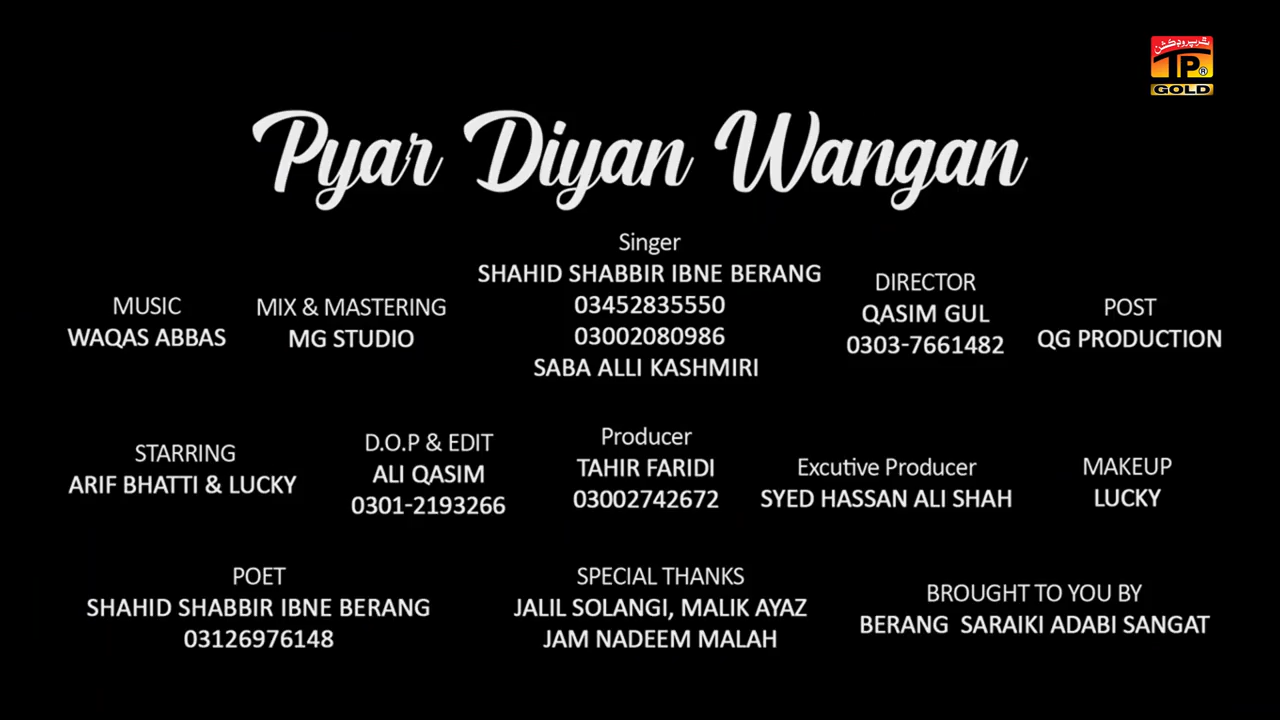 تھرپروڈکشن
TP®
GOLD
Pyar Diyan Wangan
Singer
SHAHID SHABBIR IBNE BERANG
03452835550
03002080986
SABA ALLI KASHMIRI
MUSIC
WAQAS ABBAS
MIX & MASTERING
MG STUDIO
DIRECTOR
QASIM GUL
0303-7661482
POST
QG PRODUCTION
STARRING
ARIF BHATTI & LUCKY
D.O.P & EDIT
ALI QASIM
0301-2193266
Producer
TAHIR FARIDI
03002742672
Excutive Producer
SYED HASSAN ALI SHAH
MAKEUP
LUCKY
POET
SHAHID SHABBIR IBNE BERANG
03126976148
SPECIAL THANKS
JALIL SOLANGI, MALIK AYAZ
JAM NADEEM MALAH
BROUGHT TO YOU BY
BERANG SARAIKI ADABI SANGAT